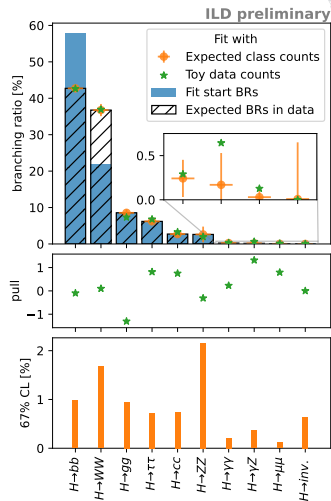 ILD preliminary
Fit with
Expected class counts
Toy data counts
Fit start BRs
Expected BRs in data
branching ratio [%]
60
50
40
30
20
10
0
0.5
0.0
pull
1
0
−1
67% CL [%]
2
1
0
H→bb
H→WW
H→gg
H→ττ
H→cc
H→ZZ
H→γγ
H→Zγ
H→μμ
H→inv.